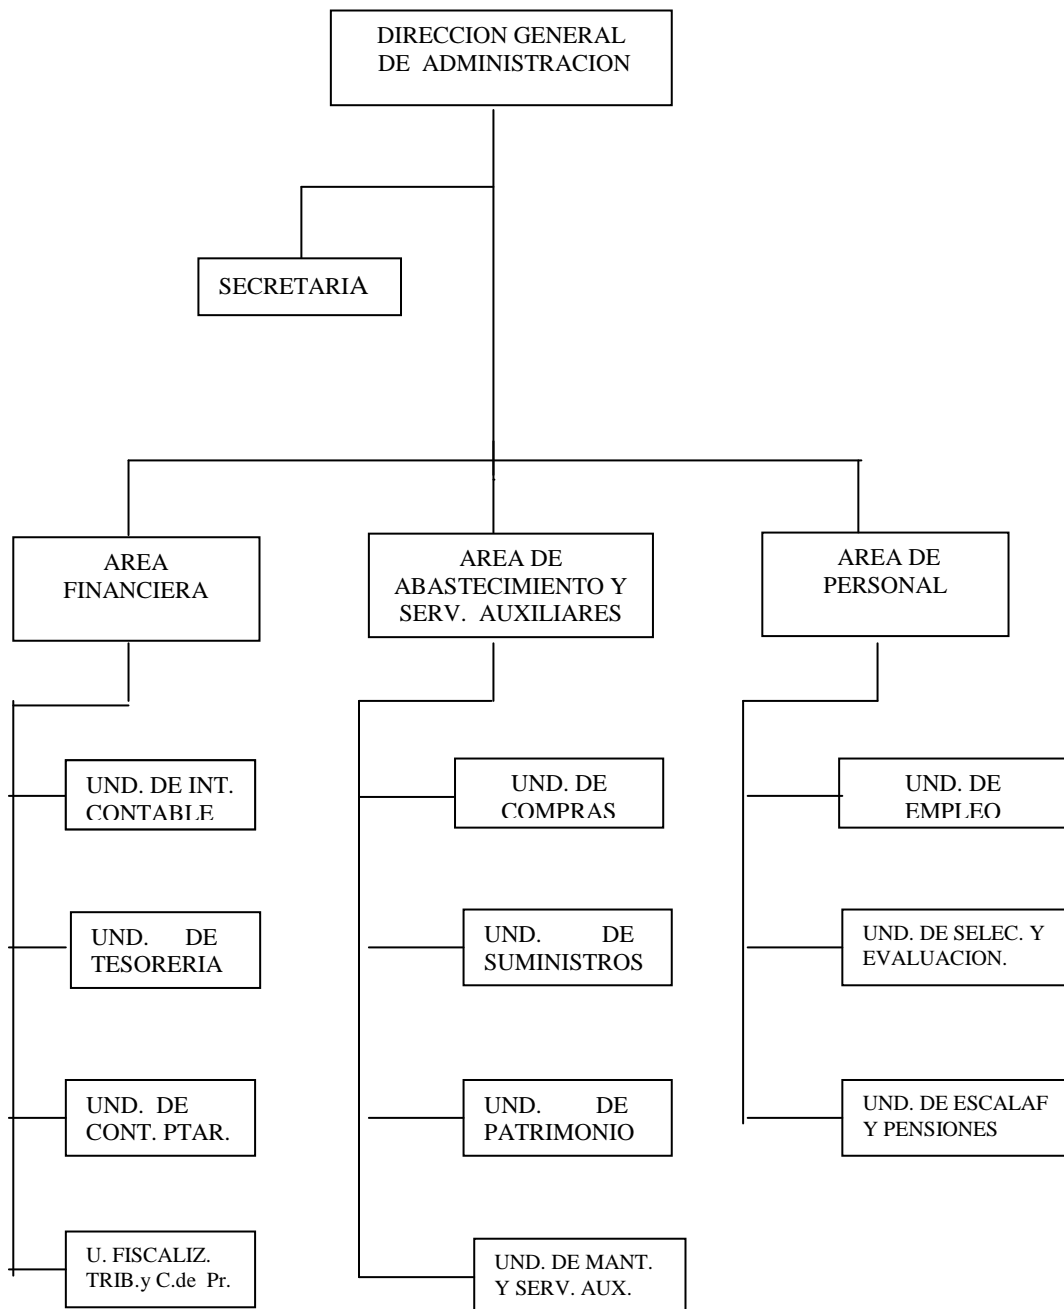 DIRECCION GENERAL
DE ADMINISTRACION
SECRETARIA
AREA
FINANCIERA
AREA DE
ABASTECIMIENTO Y
SERV. AUXILIARES
AREA DE
PERSONAL
UND. DE INT.
CONTABLE
UND. DE
TESORERIA
UND. DE
CONT. PTAR.
U. FISCALIZ.
TRIB.y C.de Pr.
UND. DE
COMPRAS
UND. DE
SUMINISTROS
UND. DE
PATRIMONIO
UND. DE MANT.
Y SERV. AUX.
UND. DE
EMPLEO
UND. DE SELEC. Y
EVALUACION.
UND. DE ESCALAF
Y PENSIONES